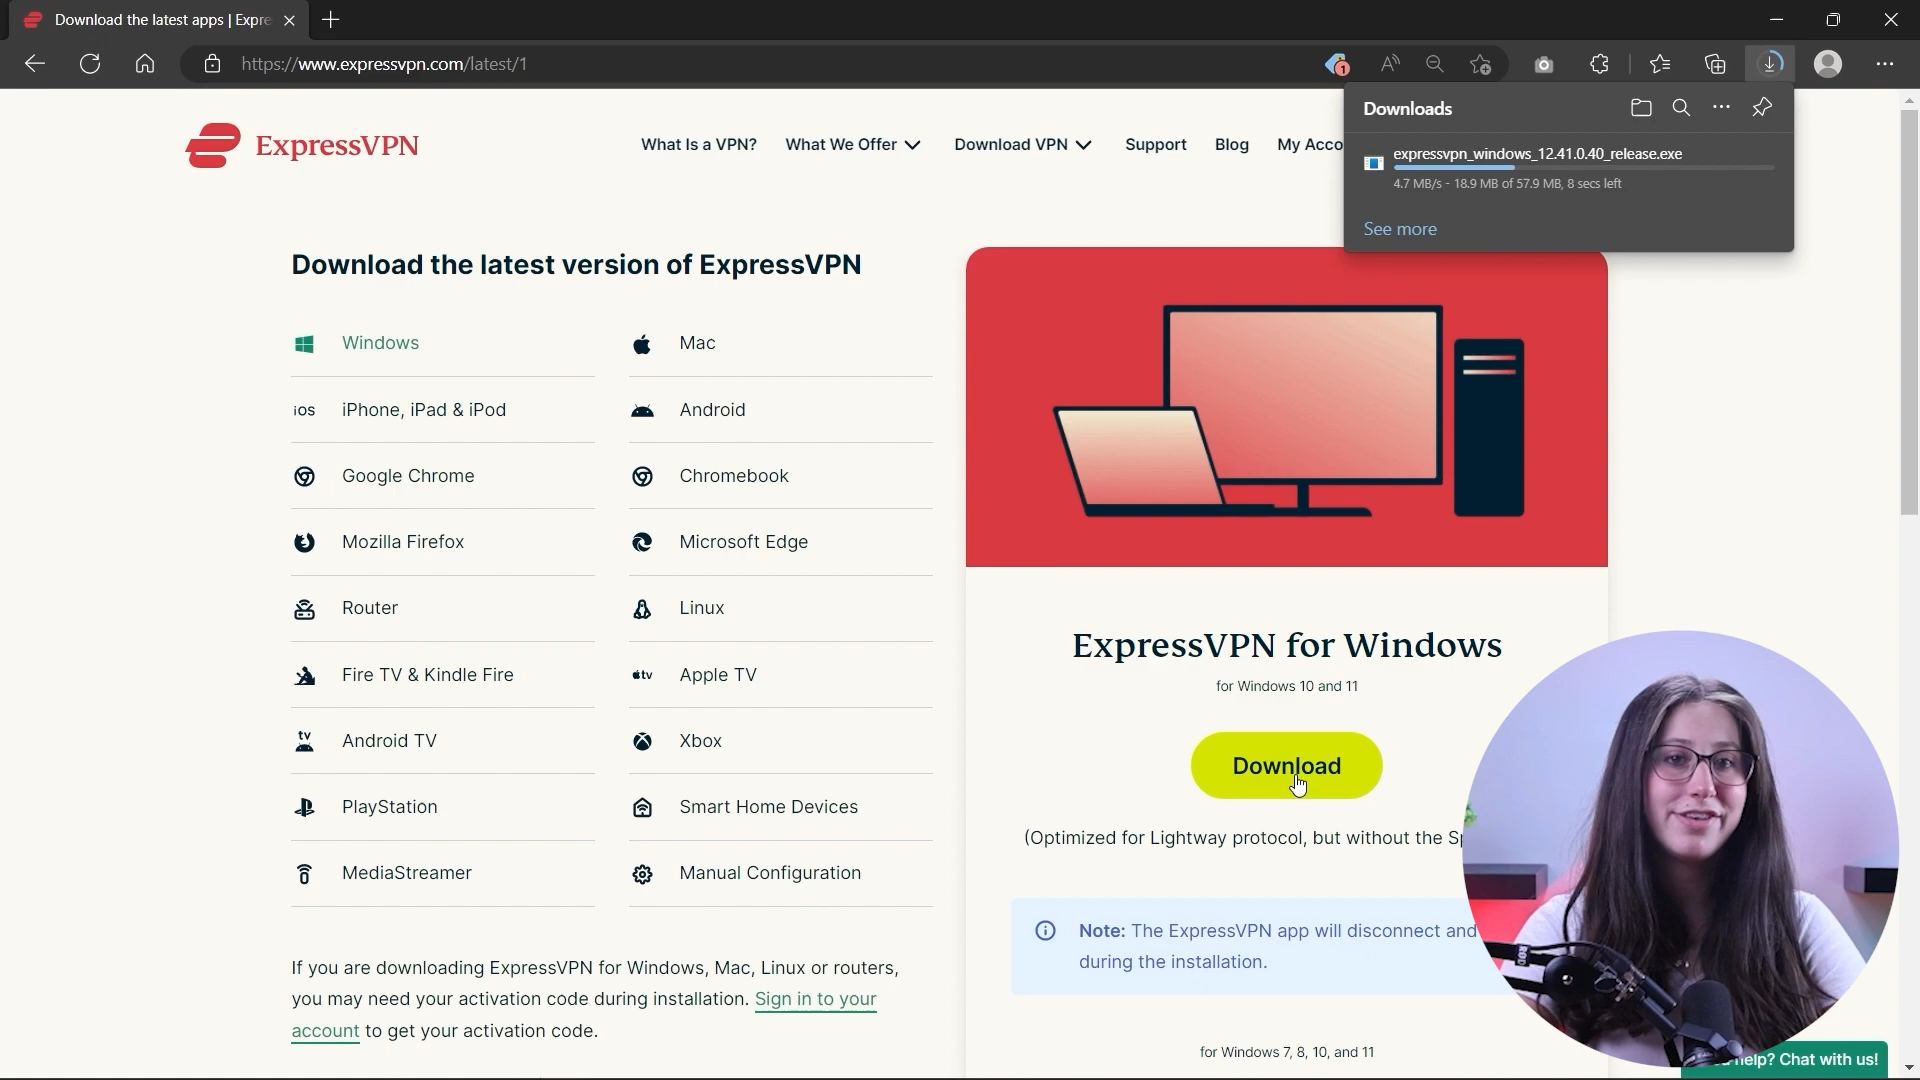 Download the latest apps | Expre
https://www.expressvpn.com/latest/1
1
Downloads
expressvpn_windows_12.41.0.40_release.exe
4.7 MB/s - 18.9 MB of 57.9 MB, 8 secs left
See more
ExpressVPN
What Is a VPN?
What We Offer
Download VPN
Support
Blog
My Acco
Download the latest version of ExpressVPN
Windows
Mac
iOS
iPhone, iPad & iPod
Android
Google Chrome
Chromebook
Mozilla Firefox
Microsoft Edge
Router
Linux
Fire TV & Kindle Fire
tv
Apple TV
tv
Android TV
Xbox
PlayStation
Smart Home Devices
MediaStreamer
Manual Configuration
If you are downloading ExpressVPN for Windows, Mac, Linux or routers,
you may need your activation code during installation. Sign in to your
account to get your activation code.
ExpressVPN for Windows
for Windows 10 and 11
Download
(Optimized for Lightway protocol, but without the Sp
Note: The ExpressVPN app will disconnect and
during the installation.
for Windows 7, 8, 10, and 11
RØDE
help? Chat with us!